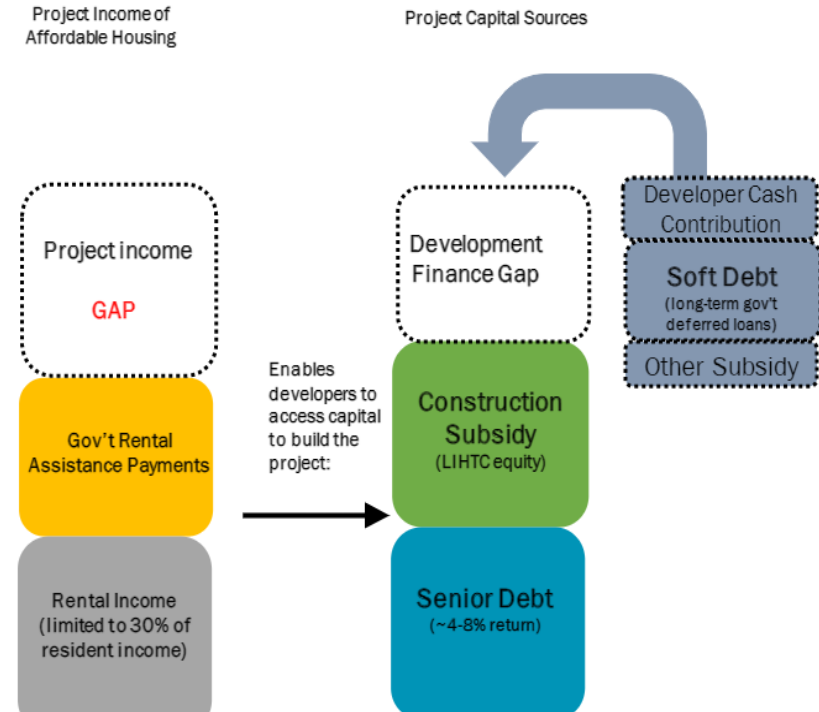 Project Income of
Affordable Housing
Project Capital Sources
Project income
GAP
Gov't Rental
Assistance Payments
Rental Income
(limited to 30% of
resident income)
Enables
developers to
access capital
to build the
project:
Development
Finance Gap
Construction
Subsidy
(LIHTC equity)
Senior Debt
(~4-8% return)
Developer Cash
Contribution
Soft Debt
(long-term gov't
deferred loans)
Other Subsidy